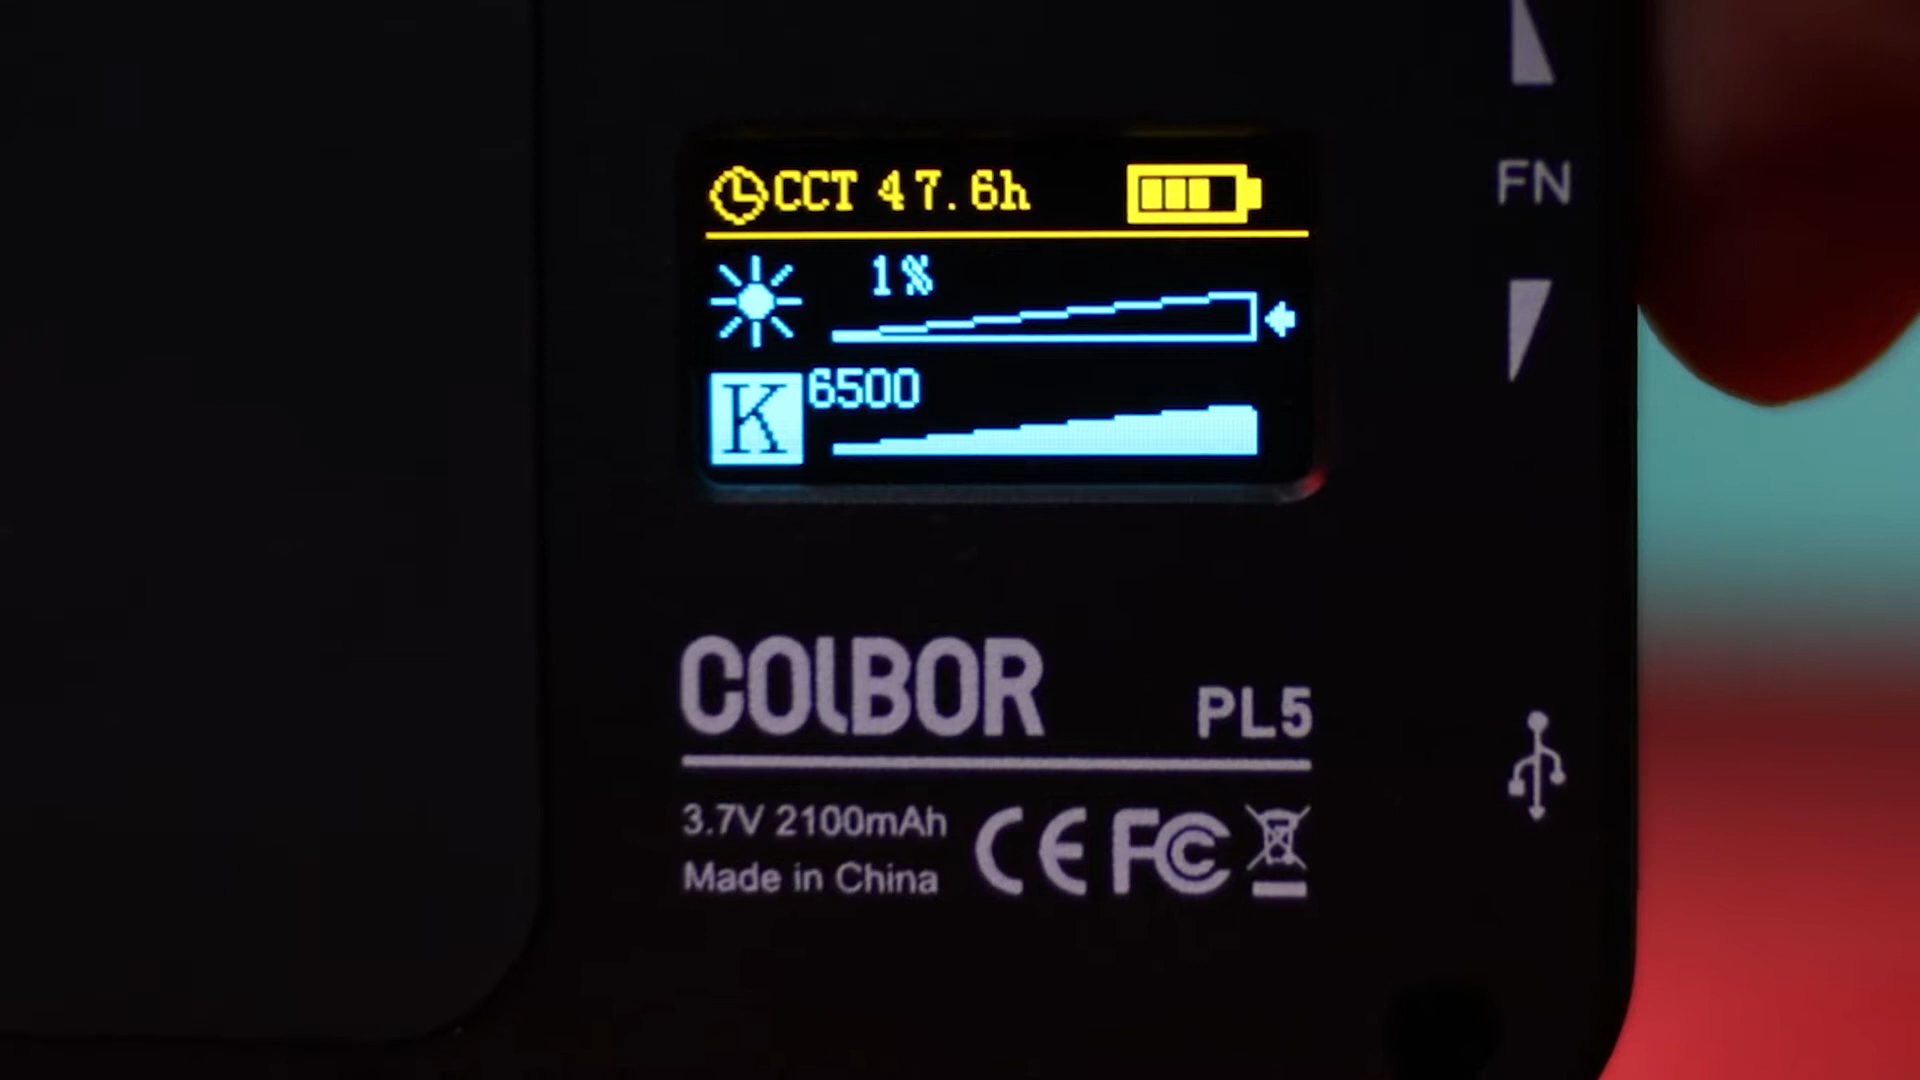 CCT 47.6h
1%
K 6500
FN
COLBOR PL5
3.7V 2100mAh
Made in China
CE FC